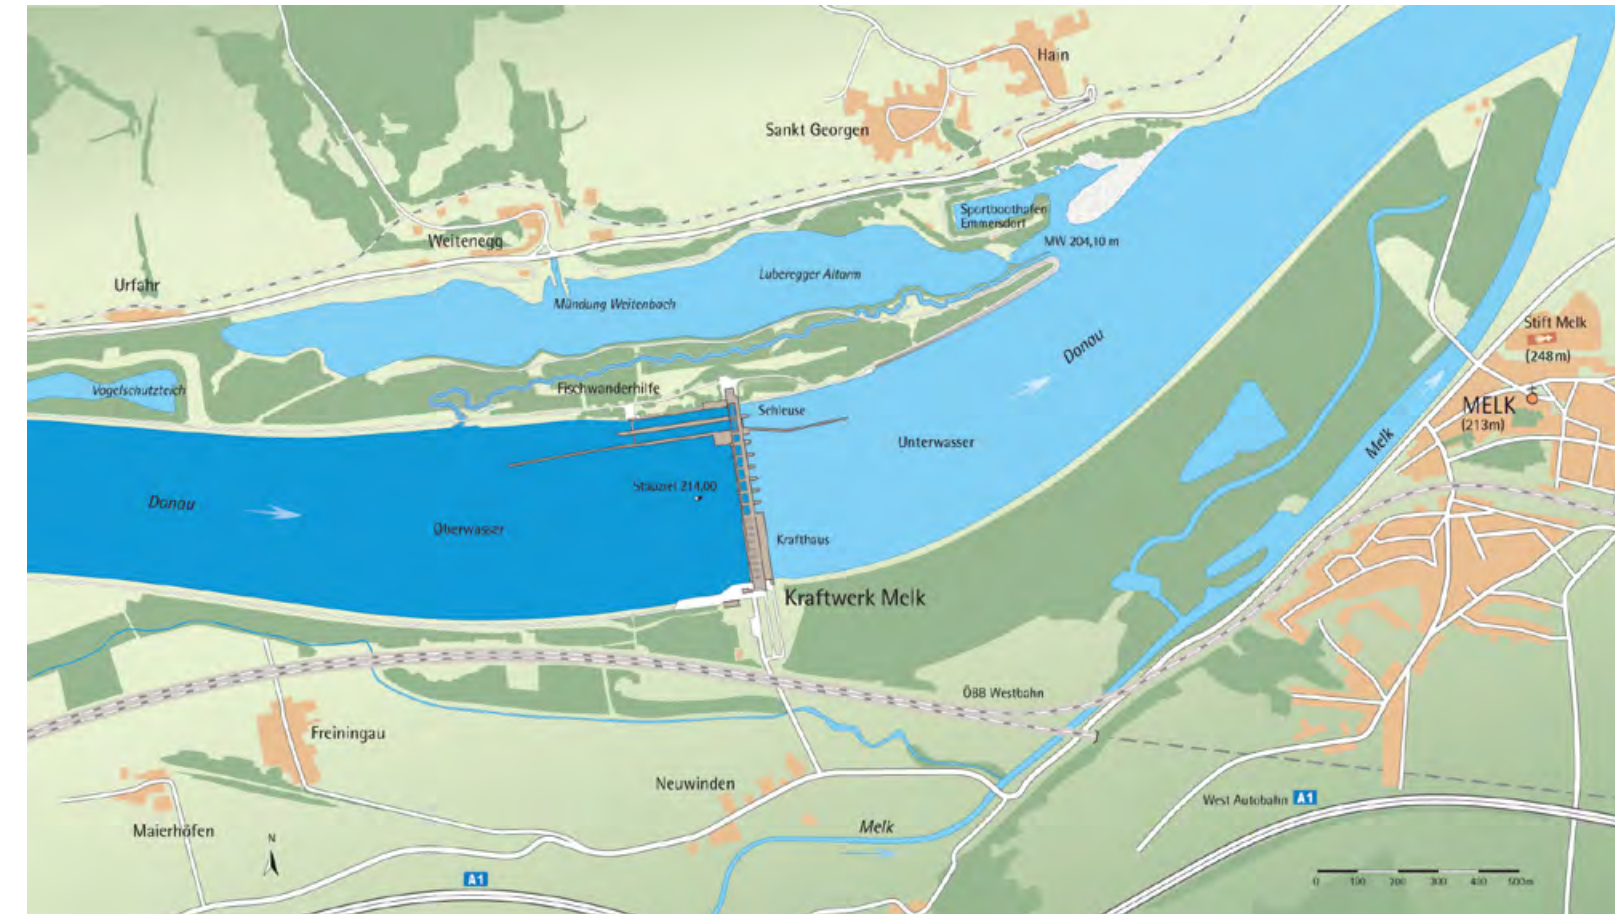 Hain
Sankt Georgen
Sportboothafen
Emmersdorf
MW 204,10 m
Weitenegg
Luberegger Altarm
Urfahr
Mündung Weitenbach
Stift Melk
(248m)
Donau
Vogelschutzteich
Fischwanderhilfe
Schleuse
MELK
(213m)
Unterwasser
Melk
Stauziel 214,00
Donau
Oberwasser
Krafthaus
Kraftwerk Melk
ÖBB Westbahn
Freiningau
Neuwinden
West Autobahn A1
Maierhöfen
Melk
N
A1
0 100 200 300 400 500m